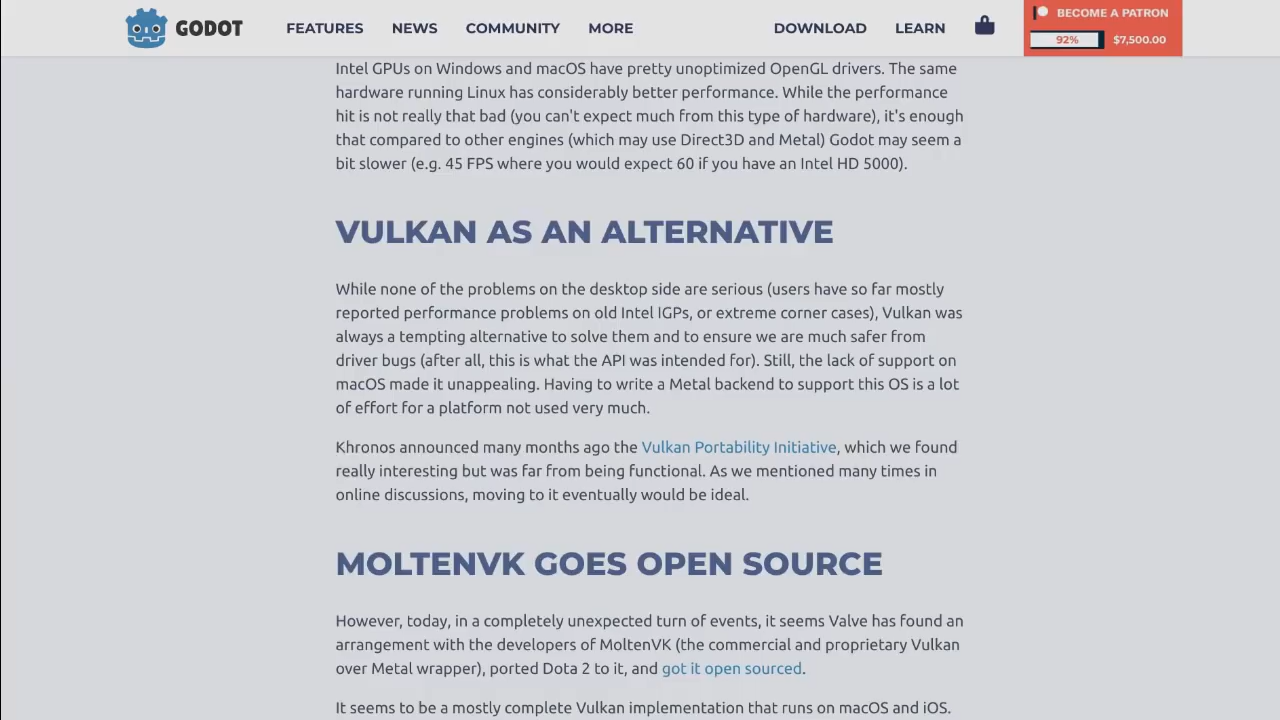 GODOT FEATURES NEWS COMMUNITY MORE DOWNLOAD LEARN BECOME A PATRON
92% $7,500.00
Intel GPUs on Windows and macOS have pretty unoptimized OpenGL drivers. The same
hardware running Linux has considerably better performance. While the performance
hit is not really that bad (you can't expect much from this type of hardware), it's enough
that compared to other engines (which may use Direct3D and Metal) Godot may seem a
bit slower (e.g. 45 FPS where you would expect 60 if you have an Intel HD 5000).
VULKAN AS AN ALTERNATIVE
While none of the problems on the desktop side are serious (users have so far mostly
reported performance problems on old Intel IGPs, or extreme corner cases), Vulkan was
always a tempting alternative to solve them and to ensure we are much safer from
driver bugs (after all, this is what the API was intended for). Still, the lack of support on
macOS made it unappealing. Having to write a Metal backend to support this OS is a lot
of effort for a platform not used very much.
Khronos announced many months ago the Vulkan Portability Initiative, which we found
really interesting but was far from being functional. As we mentioned many times in
online discussions, moving to it eventually would be ideal.
MOLTENVK GOES OPEN SOURCE
However, today, in a completely unexpected turn of events, it seems Valve has found an
arrangement with the developers of MoltenVK (the commercial and proprietary Vulkan
over Metal wrapper), ported Dota 2 to it, and got it open sourced.
It seems to be a mostly complete Vulkan implementation that runs on macOS and iOS.